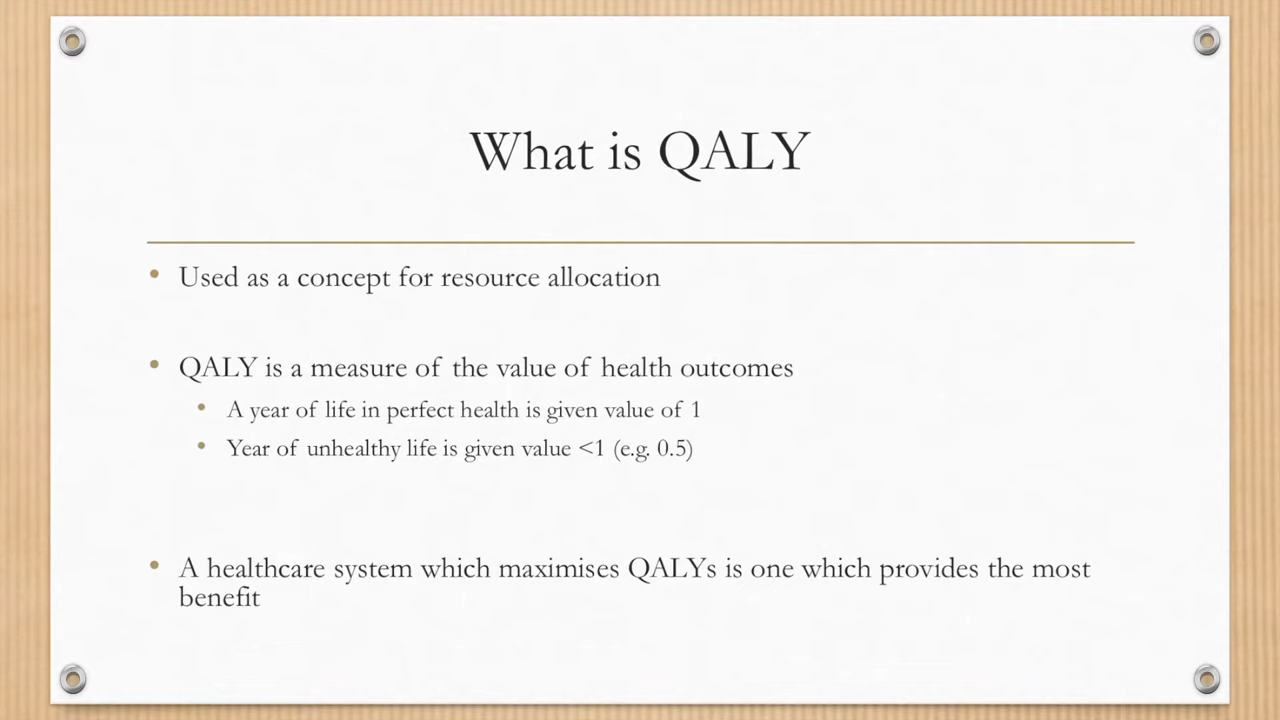 What is QALY
• Used as a concept for resource allocation
• QALY is a measure of the value of health outcomes
• A year of life in perfect health is given value of 1
• Year of unhealthy life is given value <1 (e.g. 0.5)
• A healthcare system which maximises QALYs is one which provides the most
benefit